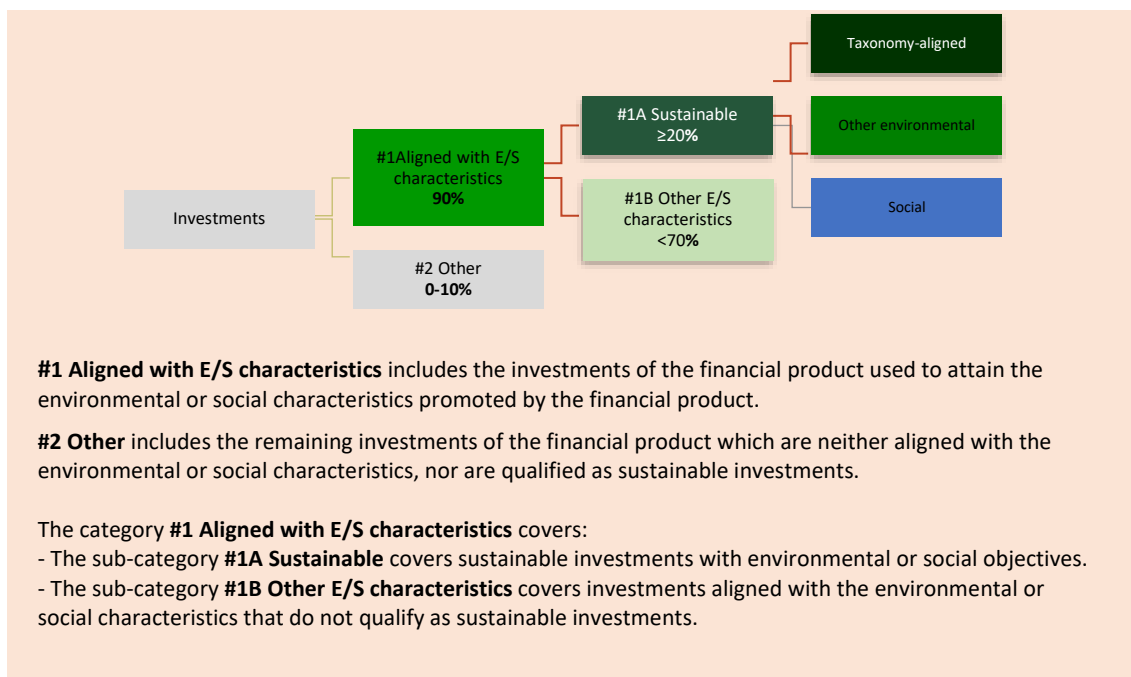 Taxonomy-aligned
#1A Sustainable
≥20%
Other environmental
#1Aligned with E/S
characteristics
90%
#1B Other E/S
characteristics
<70%
Investments
Social
#2 Other
0-10%
#1 Aligned with E/S characteristics includes the investments of the financial product used to attain the
environmental or social characteristics promoted by the financial product.
#2 Other includes the remaining investments of the financial product which are neither aligned with the
environmental or social characteristics, nor are qualified as sustainable investments.
The category #1 Aligned with E/S characteristics covers:
- The sub-category #1A Sustainable covers sustainable investments with environmental or social objectives.
- The sub-category #1B Other E/S characteristics covers investments aligned with the environmental or
social characteristics that do not qualify as sustainable investments.